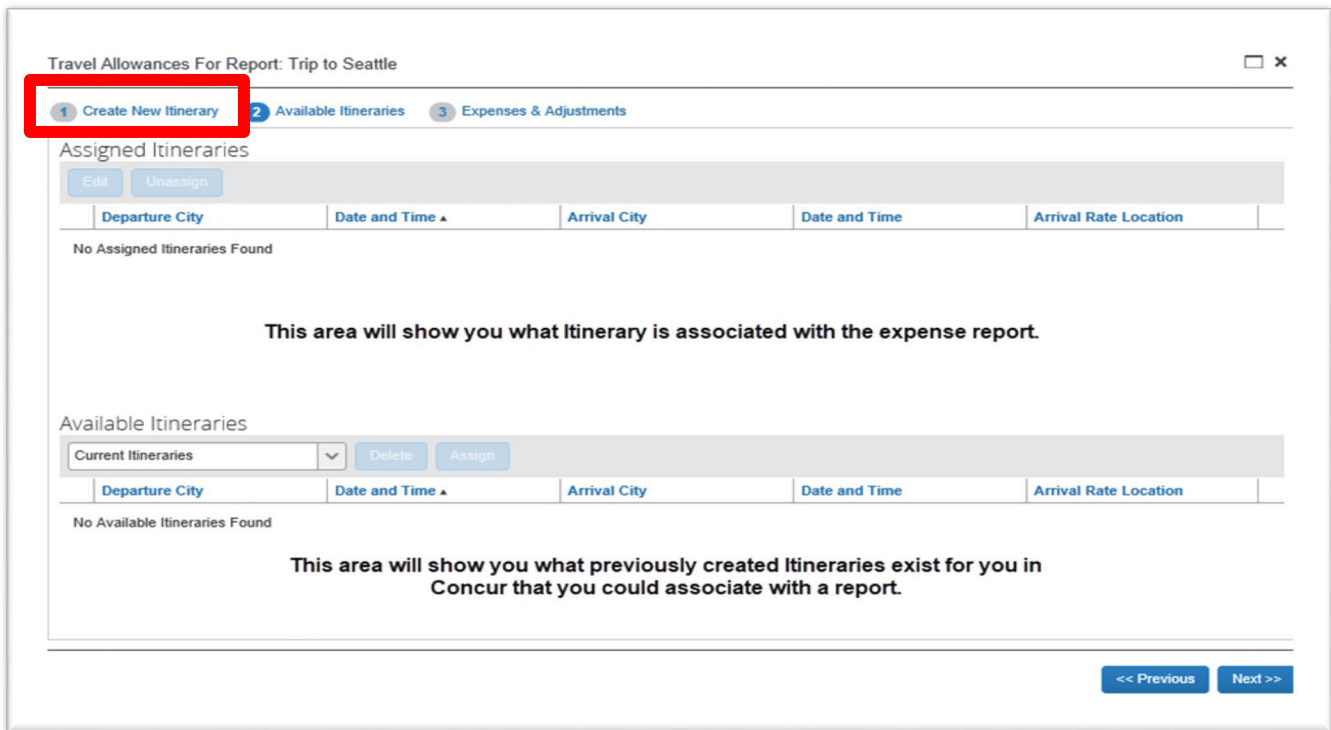 Travel Allowances For Report: Trip to Seattle
1 Create New Itinerary 2 Available Itineraries 3 Expenses & Adjustments
Assigned Itineraries
Edit Unassign
Departure City Date and Time ▲ Arrival City Date and Time Arrival Rate Location
No Assigned Itineraries Found
This area will show you what Itinerary is associated with the expense report.
Available Itineraries
Current Itineraries Delete Assign
Departure City Date and Time ▲ Arrival City Date and Time Arrival Rate Location
No Available Itineraries Found
This area will show you what previously created Itineraries exist for you in
Concur that you could associate with a report.
<< Previous Next >>